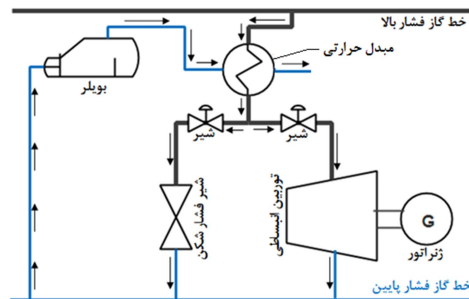 خط گاز فشار بالا
مبدل حرارتی
بویلر
شیر
شیر
شیر فشار شکن
توربین انبساطی
G
ژنراتور
خط گاز فشار پایین